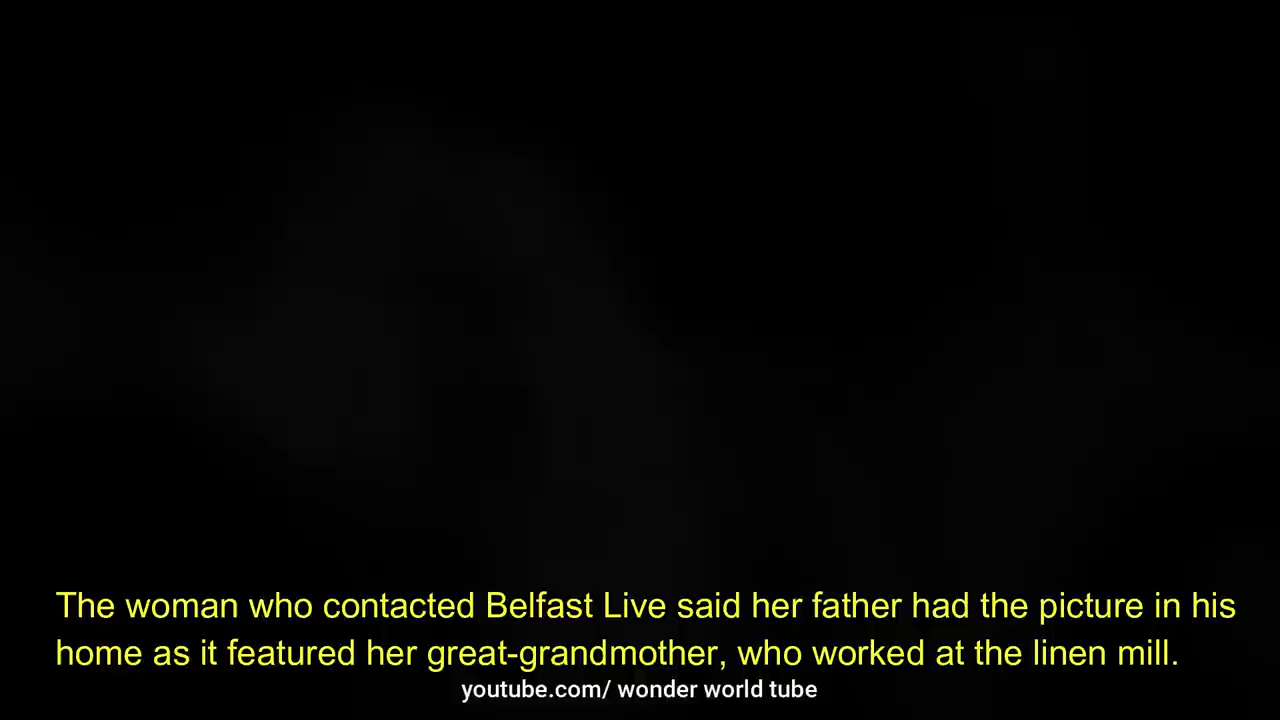 The woman who contacted Belfast Live said her father had the picture in his
home as it featured her great-grandmother, who worked at the linen mill.
youtube.com/ wonder world tube